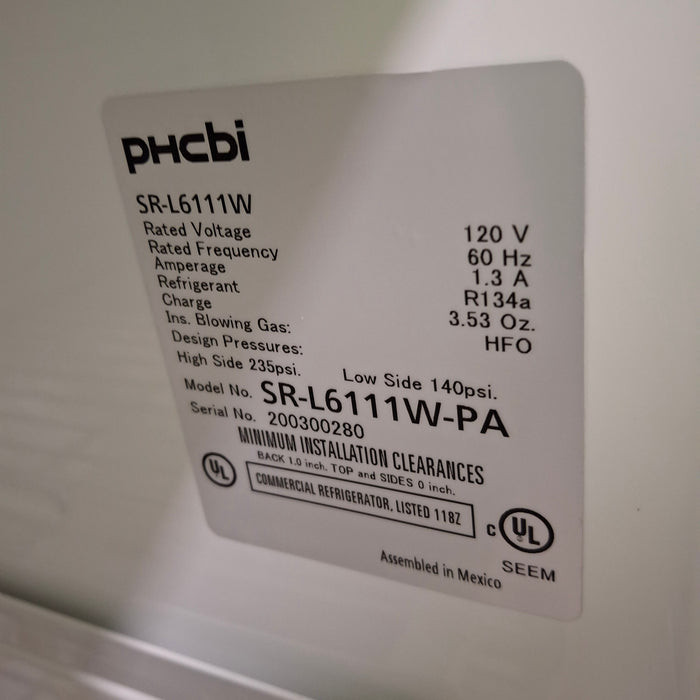 PHCbi
SR-L6111W
Rated Voltage 120 V
Rated Frequency 60 Hz
Amperage 1.3 A
Refrigerant R134a
Charge 3.53 Oz.
Ins. Blowing Gas: HFO
Design Pressures:
High Side 235psi. Low Side 140psi.
Model No. SR-L6111W-PA
Serial No. 200300280
MINIMUM INSTALLATION CLEARANCES
BACK 1.0 inch. TOP and SIDES 0 inch.
UL COMMERCIAL REFRIGERATOR, LISTED 118Z C UL
SEEM
Assembled in Mexico